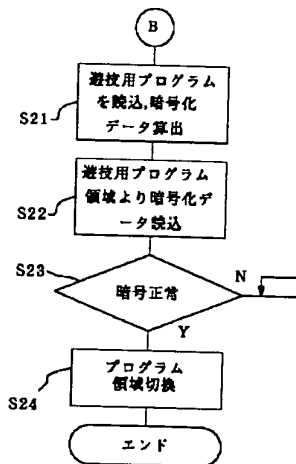 B
遊技用プログラム
を読込,暗号化
データ算出
S21
遊技用プログラム
領域より暗号化デ
ータ読込
S22
S23
暗号正常
N
Y
プログラム
領域切換
S24
エンド